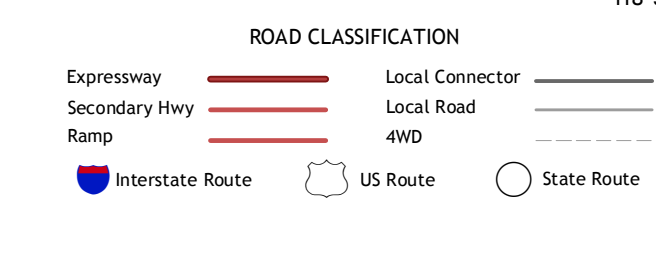 ROAD CLASSIFICATION
Expressway
Local Connector
Secondary Hwy
Local Road
Ramp
4WD
Interstate Route
US Route
State Route